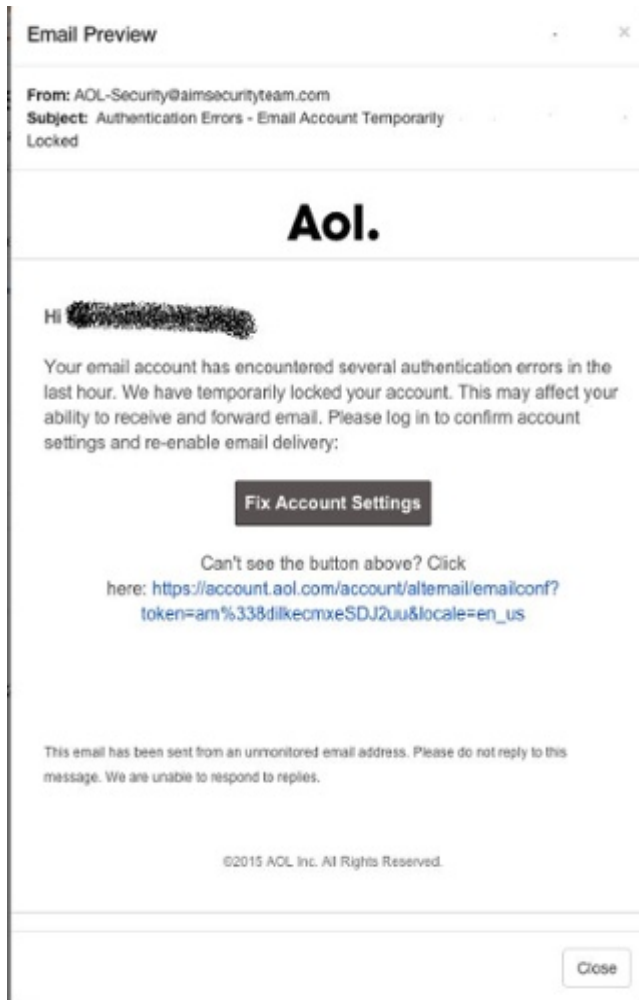 Email Preview
×
From: AOL-Security@aimsecurityteam.com
Subject: Authentication Errors - Email Account Temporarily
Locked
Aol.
Hi
Your email account has encountered several authentication errors in the
last hour. We have temporarily locked your account. This may affect your
ability to receive and forward email. Please log in to confirm account
settings and re-enable email delivery:
Fix Account Settings
Can't see the button above? Click
here: https://account.aol.com/account/altemail/emailconf?
token=am%338dilkecmxeSDJ2uu&locale=en_us
This email has been sent from an unmonitored email address. Please do not reply to this
message. We are unable to respond to replies.
©2015 AOL Inc. All Rights Reserved.
Close